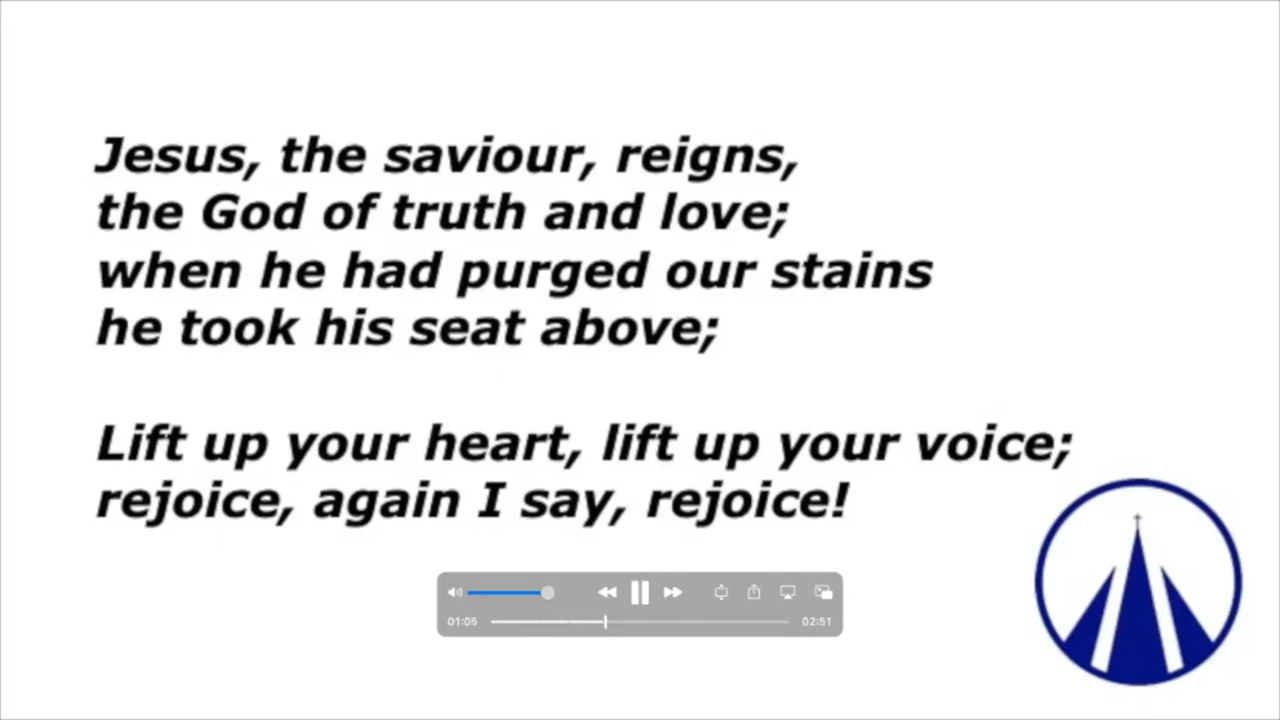 Jesus, the saviour, reigns,
the God of truth and love;
when he had purged our stains
he took his seat above;
Lift up your heart, lift up your voice;
rejoice, again I say, rejoice!
01:05
02:51